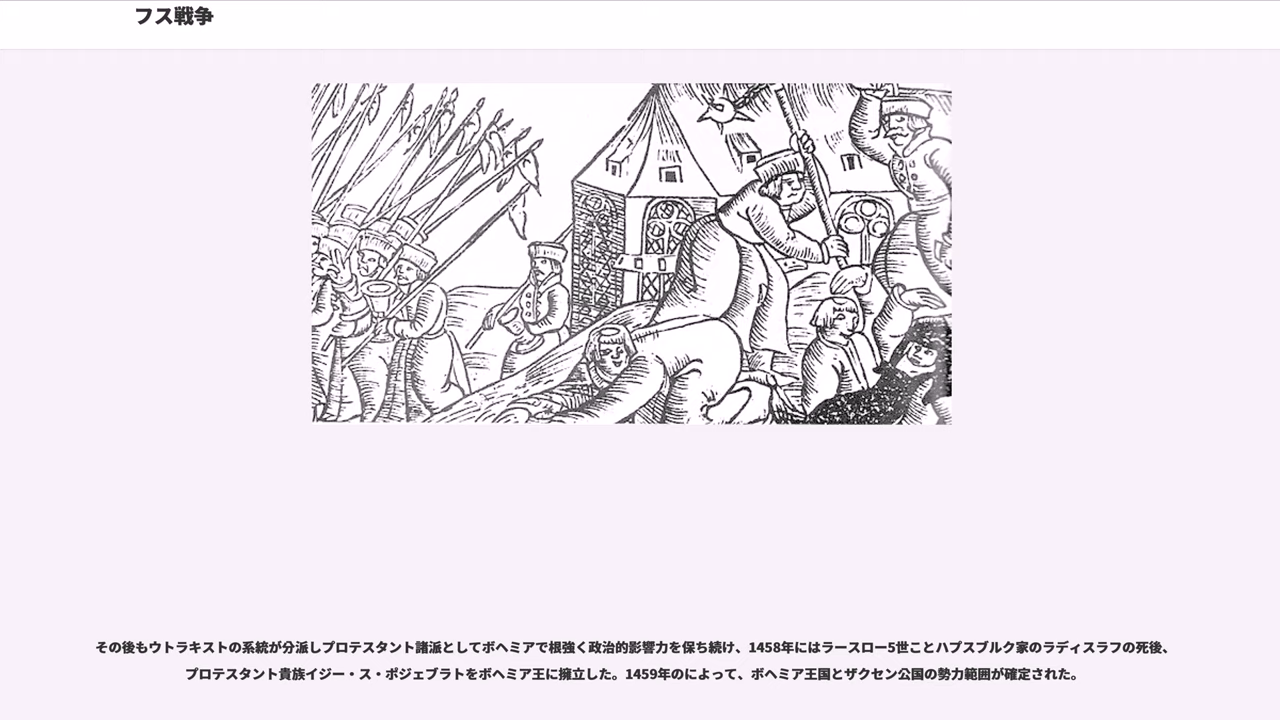 フス戦争
その後もウトラキストの系統が分派しプロテスタント諸派としてボヘミアで根強く政治的影響力を保ち続け、1458年にはラースロー5世ことハプスブルク家のラディスラフの死後、
プロテスタント貴族イジー・ス・ポジェブラトをボヘミア王に擁立した。1459年のによって、ボヘミア王国とザクセン公国の勢力範囲が確定された。